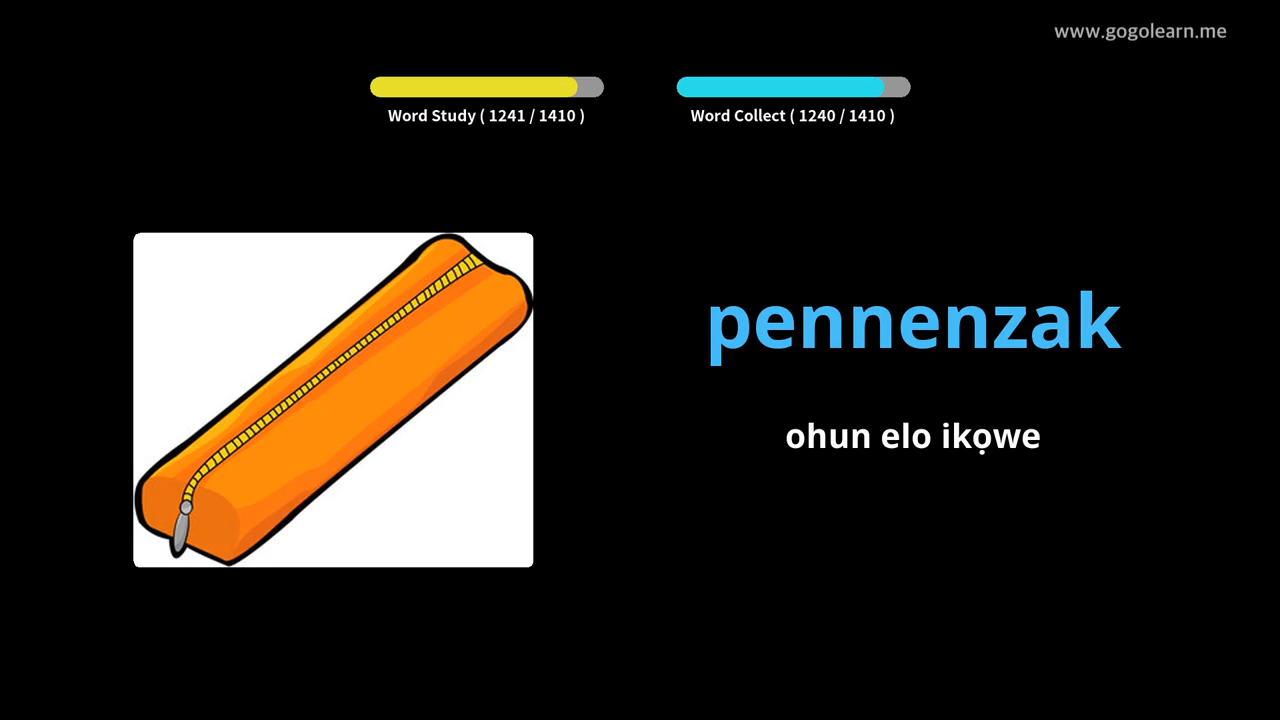 www.gogolearn.me
Word Study ( 1241 / 1410 )
Word Collect ( 1240 / 1410 )
pennenzak
ohun elo ikọwe